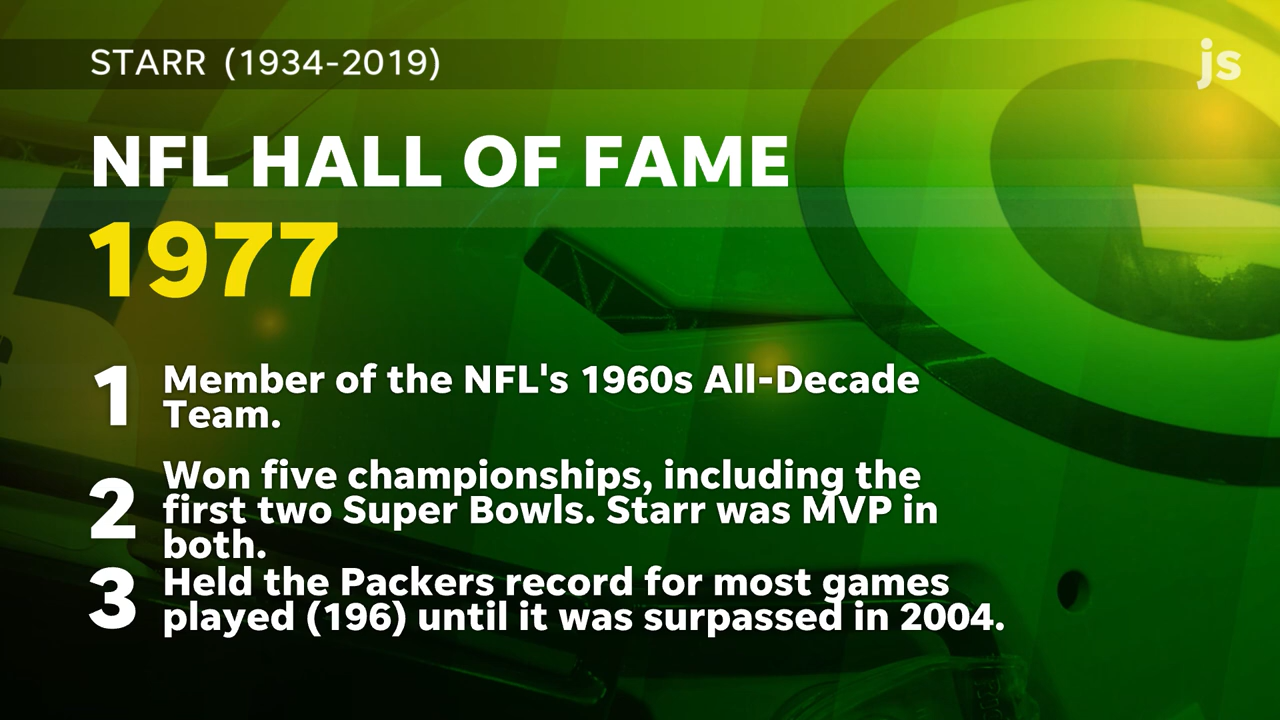 STARR (1934-2019)
js
NFL HALL OF FAME
1977
1 Member of the NFL's 1960s All-Decade
Team.
2 Won five championships, including the
first two Super Bowls. Starr was MVP in
both.
3 Held the Packers record for most games
played (196) until it was surpassed in 2004.